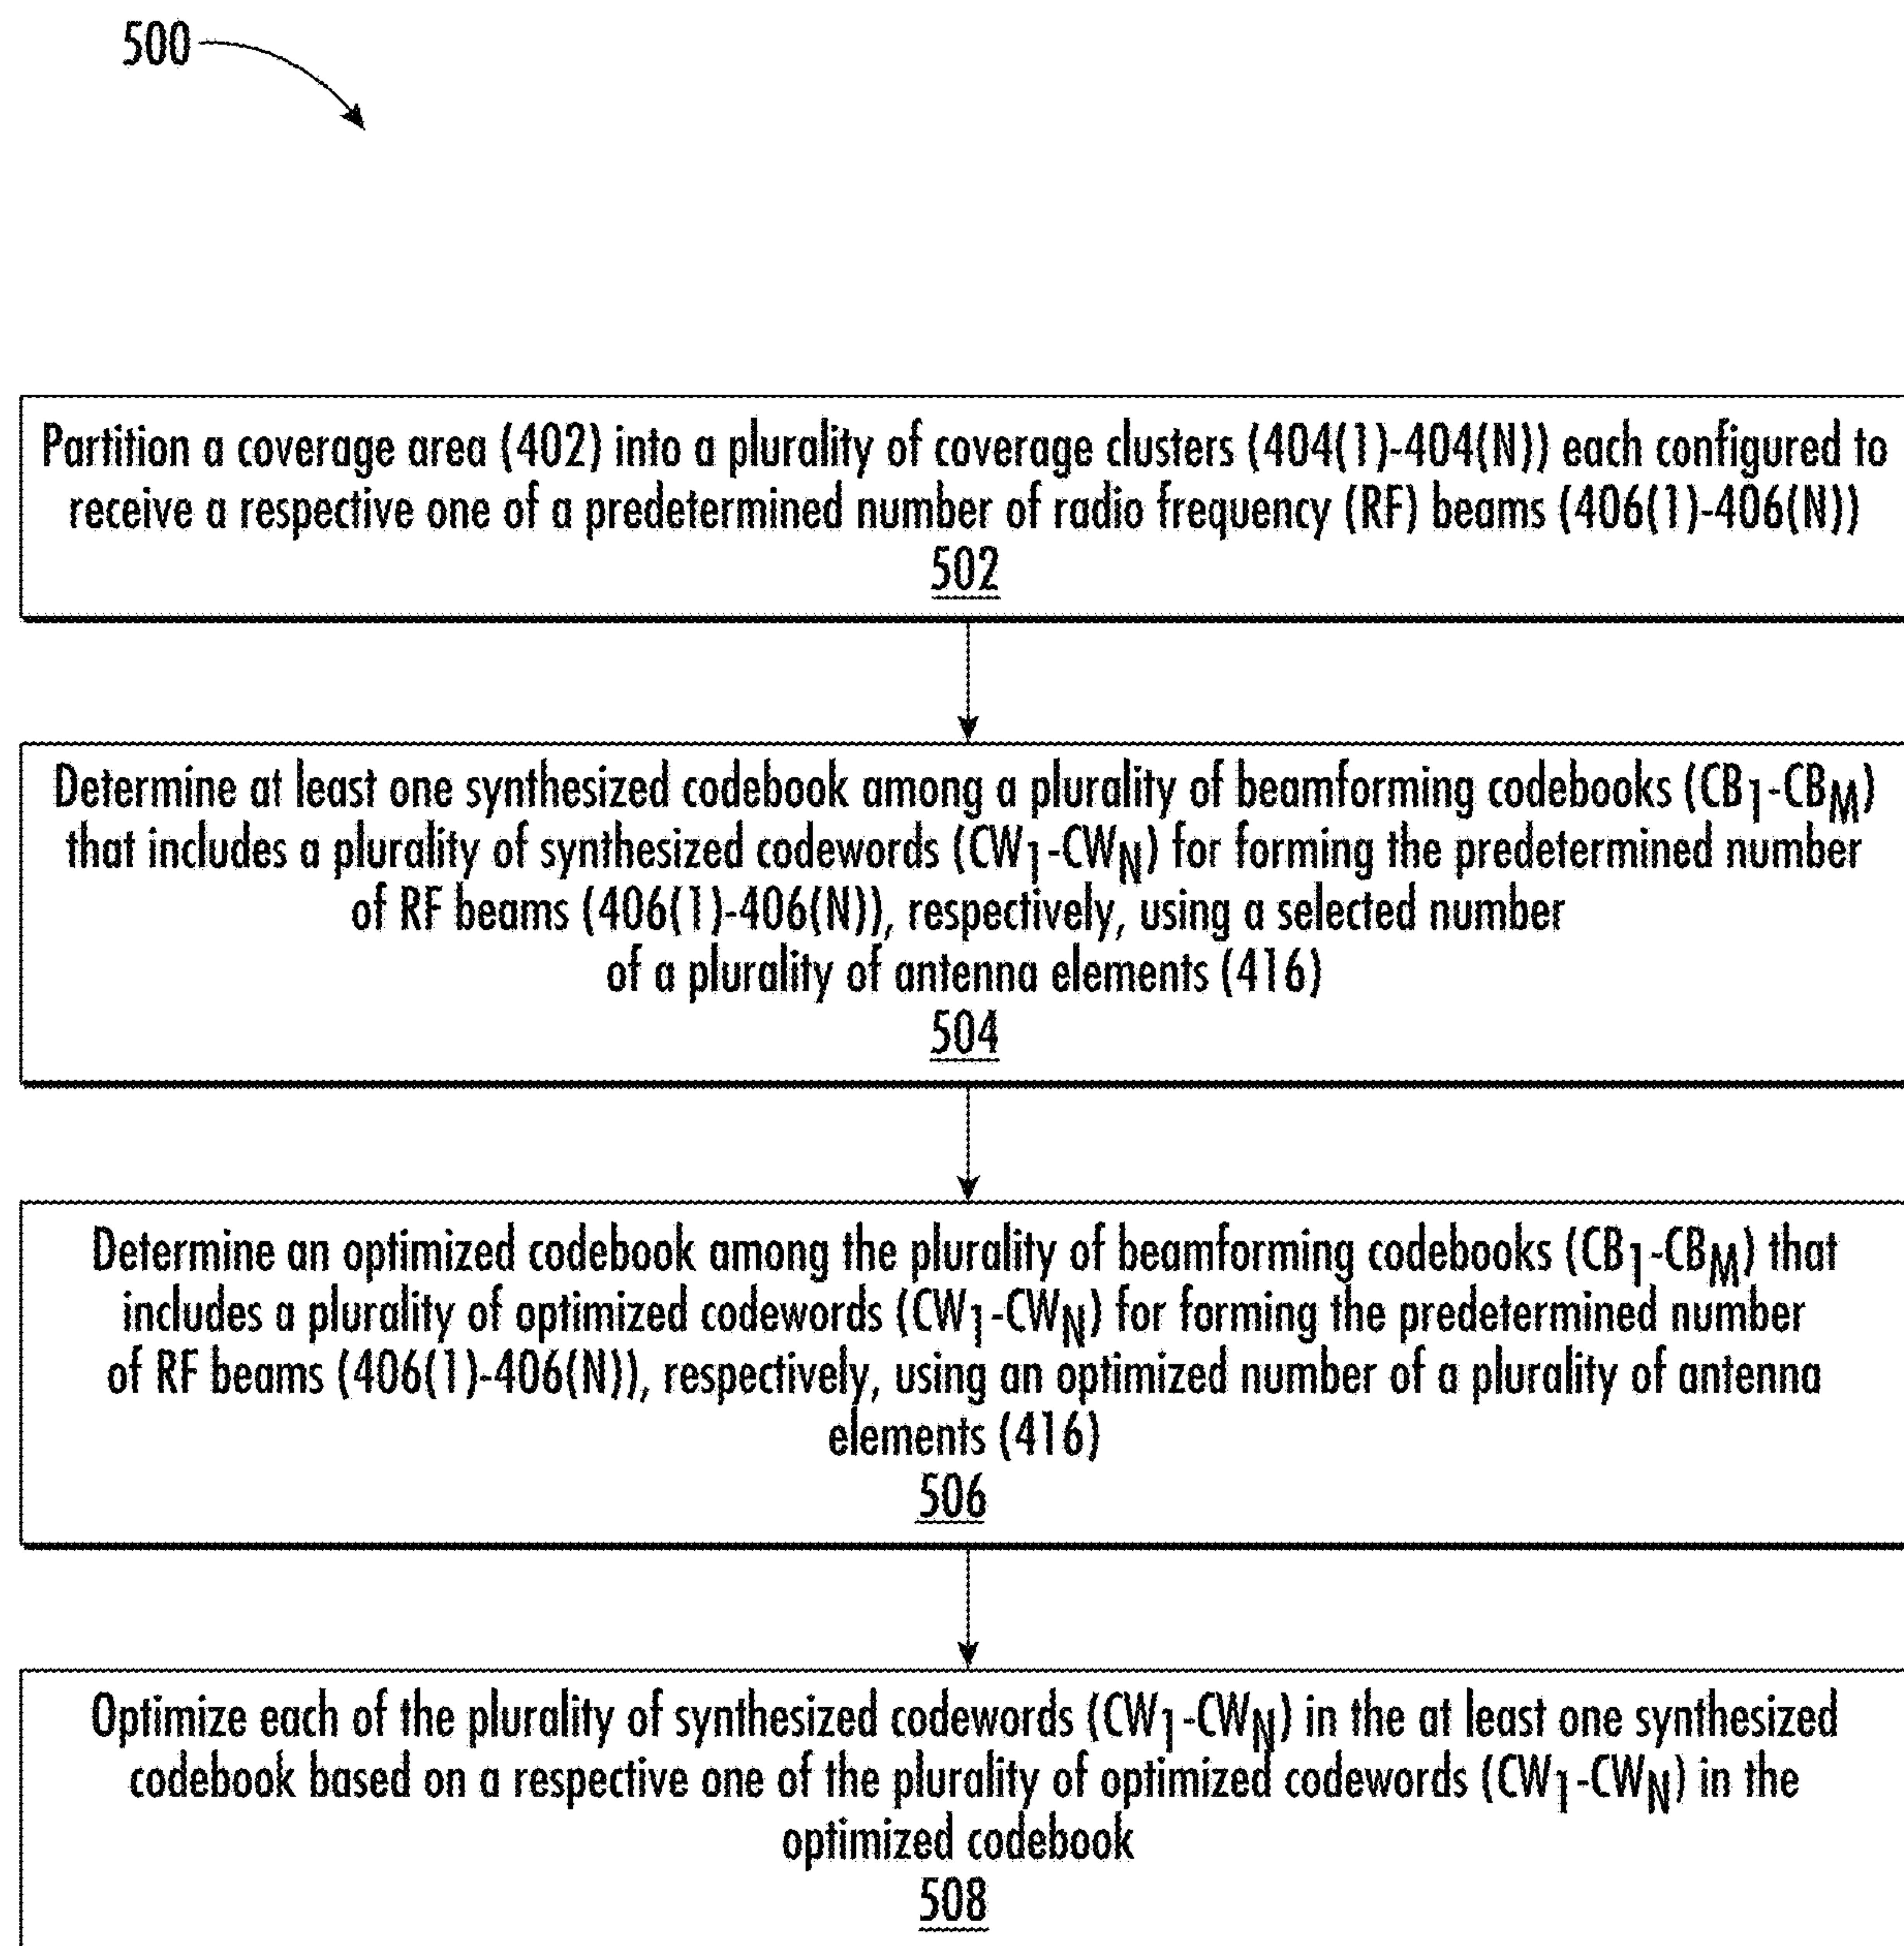 500
Partition a coverage area (402) into a plurality of coverage clusters (404(1)-404(N)) each configured to
receive a respective one of a predetermined number of radio frequency (RF) beams (406(1)-406(N))
502
Determine at least one synthesized codebook among a plurality of beamforming codebooks (CB1-CBM)
that includes a plurality of synthesized codewords (CW1-CWN) for forming the predetermined number
of RF beams (406(1)-406(N)), respectively, using a selected number
of a plurality of antenna elements (416)
504
Determine an optimized codebook among the plurality of beamforming codebooks (CB1-CBM) that
includes a plurality of optimized codewords (CW1-CWN) for forming the predetermined number
of RF beams (406(1)-406(N)), respectively, using an optimized number of a plurality of antenna
elements (416)
506
Optimize each of the plurality of synthesized codewords (CW1-CWN) in the at least one synthesized
codebook based on a respective one of the plurality of optimized codewords (CW1-CWN) in the
optimized codebook
508